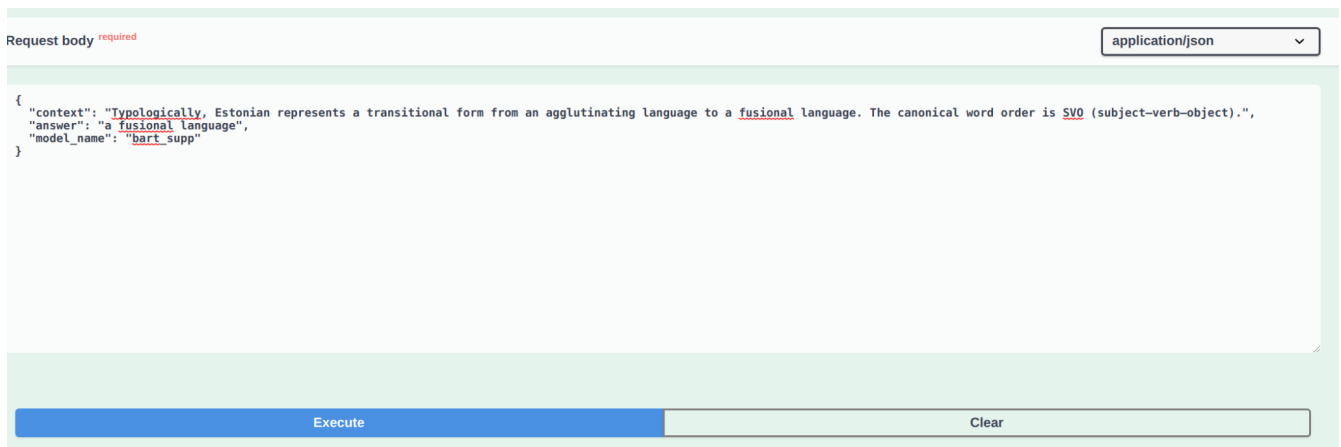 Request body required
application/json
{
  "context": "Typologically, Estonian represents a transitional form from an agglutinating language to a fusional language. The canonical word order is SVO (subject–verb–object).",
  "answer": "a fusional language",
  "model_name": "bart_supp"
}
Execute
Clear